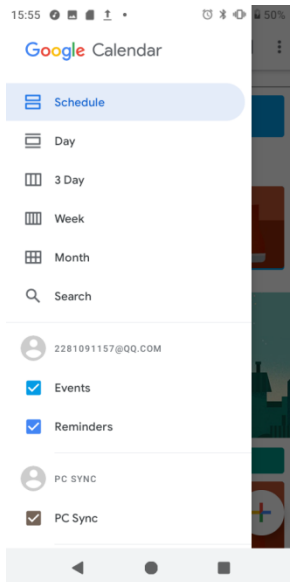 15:55
50%
Google Calendar
Schedule
Day
3 Day
Week
Month
Search
2281091157@QQ.COM
Events
Reminders
PC SYNC
PC Sync